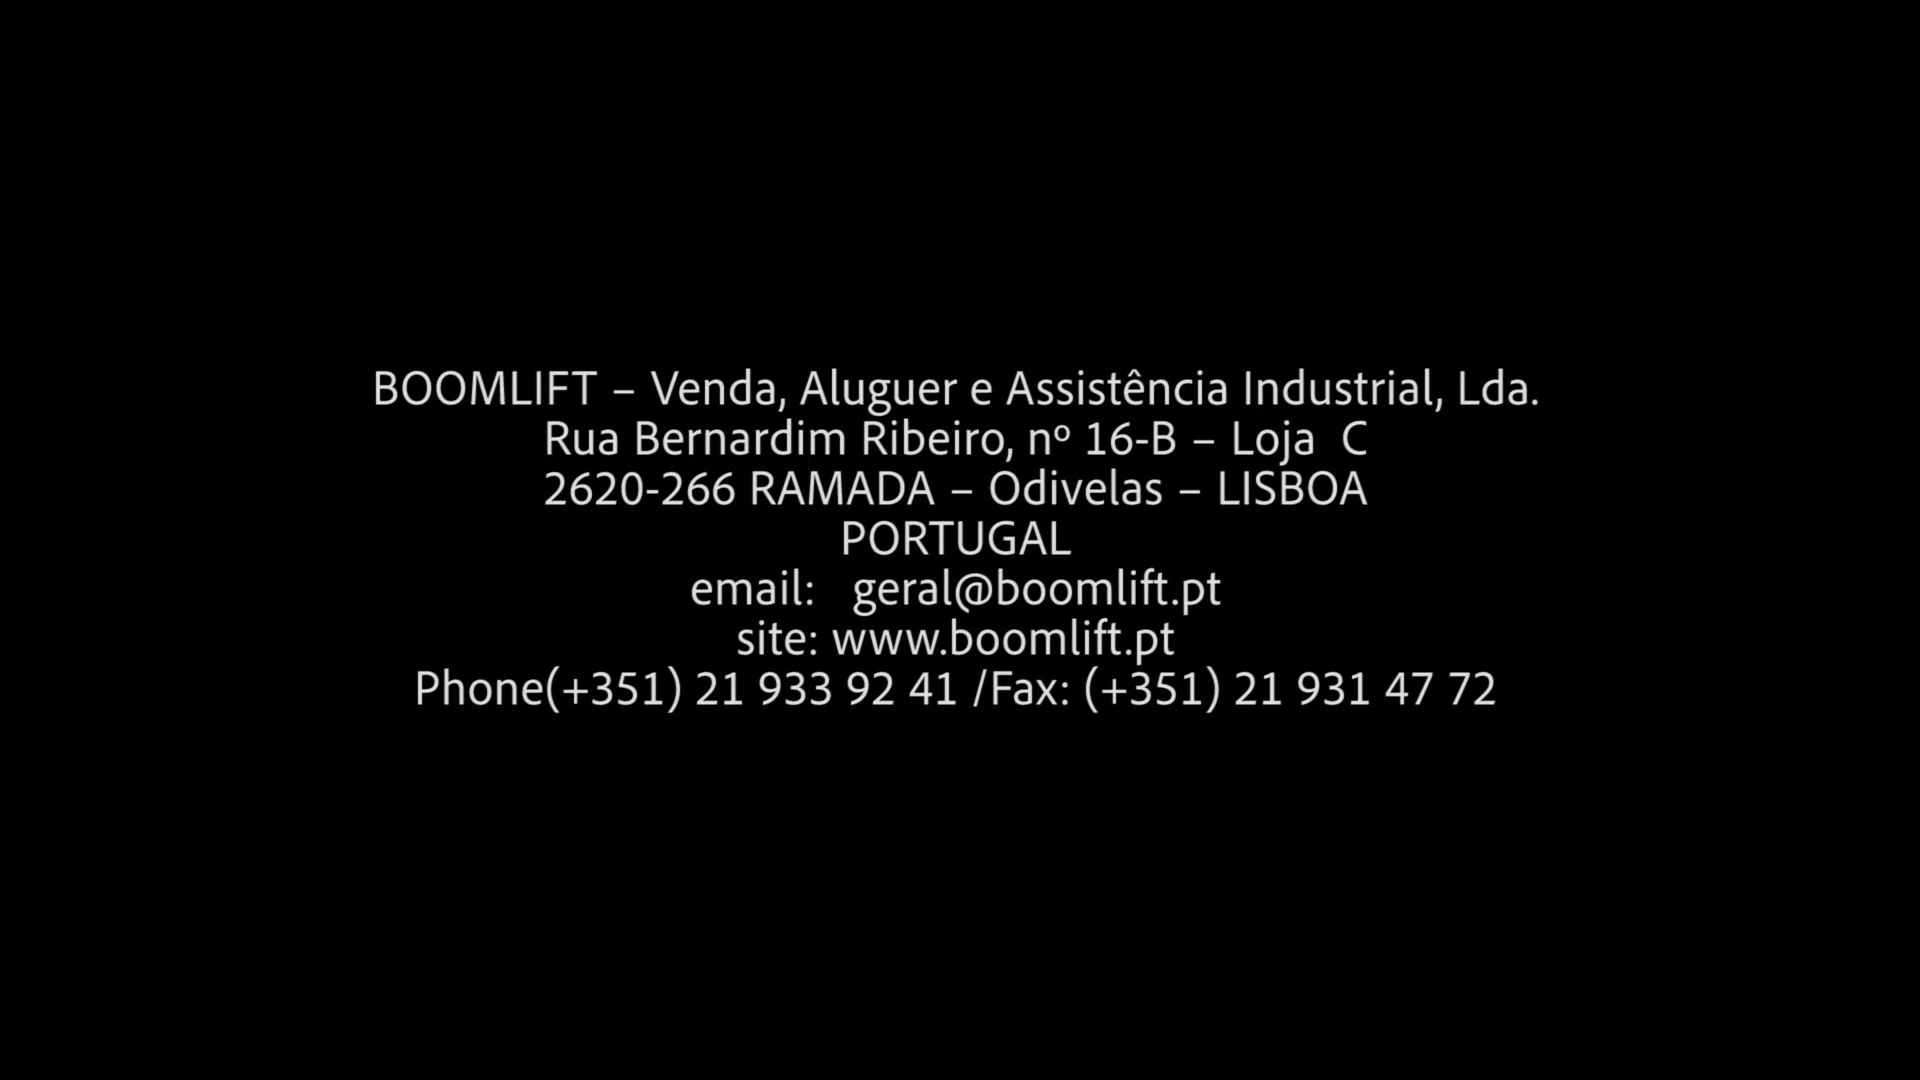 BOOMLIFT – Venda, Aluguer e Assistência Industrial, Lda.
Rua Bernardim Ribeiro, nº 16-B – Loja  C
2620-266 RAMADA – Odivelas – LISBOA
PORTUGAL
email:   geral@boomlift.pt
site: www.boomlift.pt
Phone(+351) 21 933 92 41 /Fax: (+351) 21 931 47 72